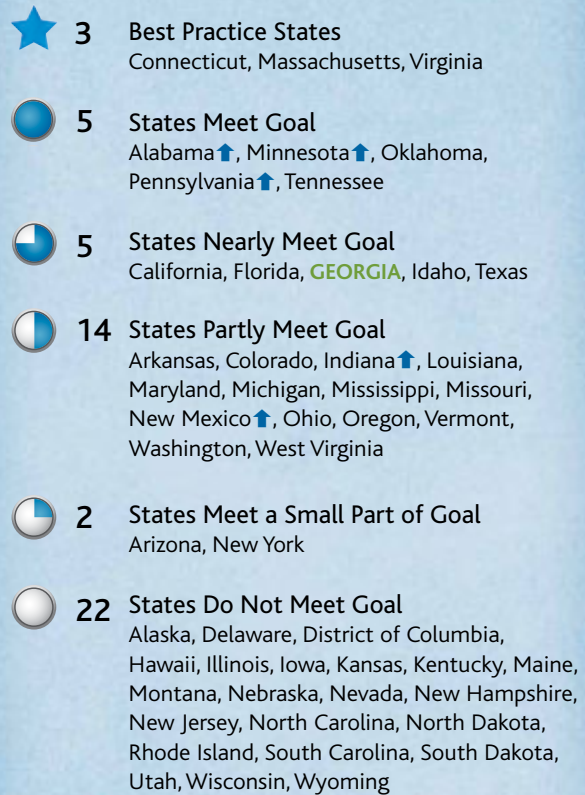 3 Best Practice States
Connecticut, Massachusetts, Virginia
5 States Meet Goal
Alabama⬆, Minnesota⬆, Oklahoma,
Pennsylvania⬆, Tennessee
5 States Nearly Meet Goal
California, Florida, GEORGIA, Idaho, Texas
14 States Partly Meet Goal
Arkansas, Colorado, Indiana⬆, Louisiana,
Maryland, Michigan, Mississippi, Missouri,
New Mexico⬆, Ohio, Oregon, Vermont,
Washington, West Virginia
2 States Meet a Small Part of Goal
Arizona, New York
22 States Do Not Meet Goal
Alaska, Delaware, District of Columbia,
Hawaii, Illinois, Iowa, Kansas, Kentucky, Maine,
Montana, Nebraska, Nevada, New Hampshire,
New Jersey, North Carolina, North Dakota,
Rhode Island, South Carolina, South Dakota,
Utah, Wisconsin, Wyoming